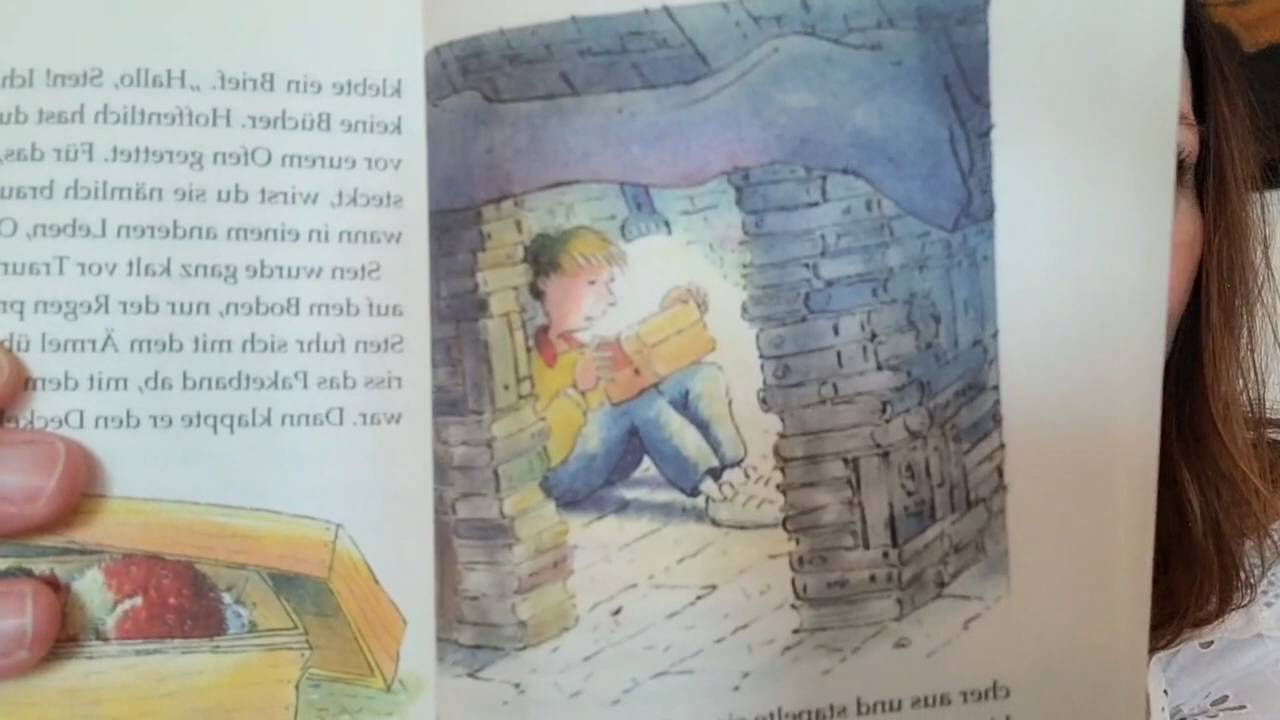 klebte ein Brief. „Hallo, Sten! Ich
keine Bücher. Hoffentlich hast du
vor eurem Ofen gerettet. Für das,
steckt, wirst du sie nämlich brau
wann in einem anderen Leben, O
Sten wurde ganz kalt vor Traur
auf dem Boden, nur der Regen pr
Sten fuhr sich mit dem Ärmel üb
riss das Paketband ab, mit dem
war. Dann klappte er den Deckel
cher aus und stapelte